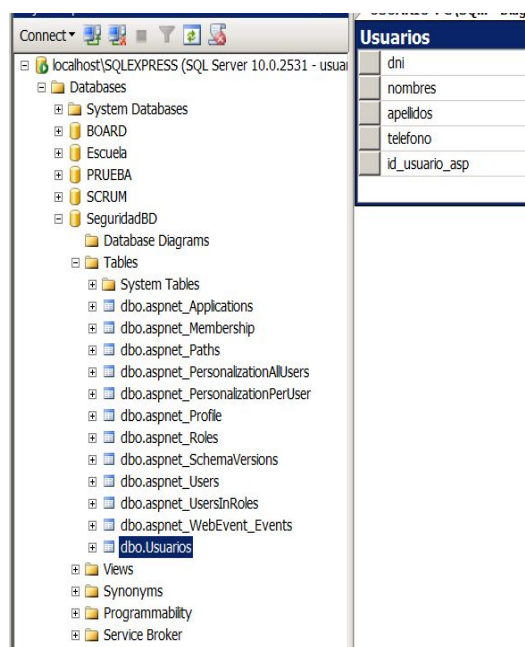 Connect
localhost\SQLEXPRESS (SQL Server 10.0.2531 - usuar
Databases
System Databases
BOARD
Escuela
PRUEBA
SCRUM
SeguridadBD
Database Diagrams
Tables
System Tables
dbo.aspnet_Applications
dbo.aspnet_Membership
dbo.aspnet_Paths
dbo.aspnet_PersonalizationAllUsers
dbo.aspnet_PersonalizationPerUser
dbo.aspnet_Profile
dbo.aspnet_Roles
dbo.aspnet_SchemaVersions
dbo.aspnet_Users
dbo.aspnet_UsersInRoles
dbo.aspnet_WebEvent_Events
dbo.Usuarios
Views
Synonyms
Programmability
Service Broker
Usuarios
dni
nombres
apellidos
telefono
id_usuario_asp